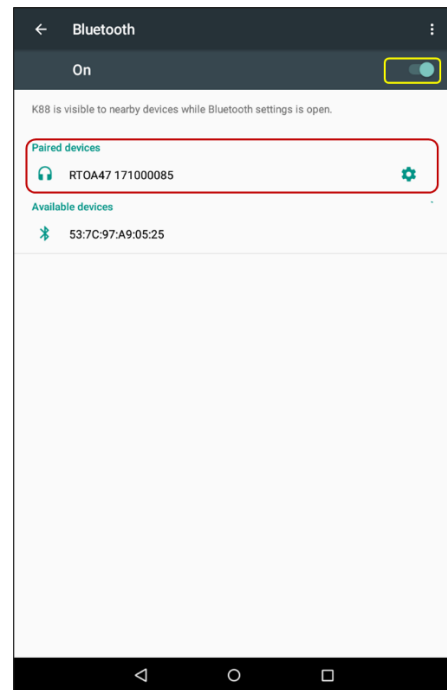 Bluetooth
On
K88 is visible to nearby devices while Bluetooth settings is open.
Paired devices
RTOA47 171000085
Available devices
53:7C:97:A9:05:25